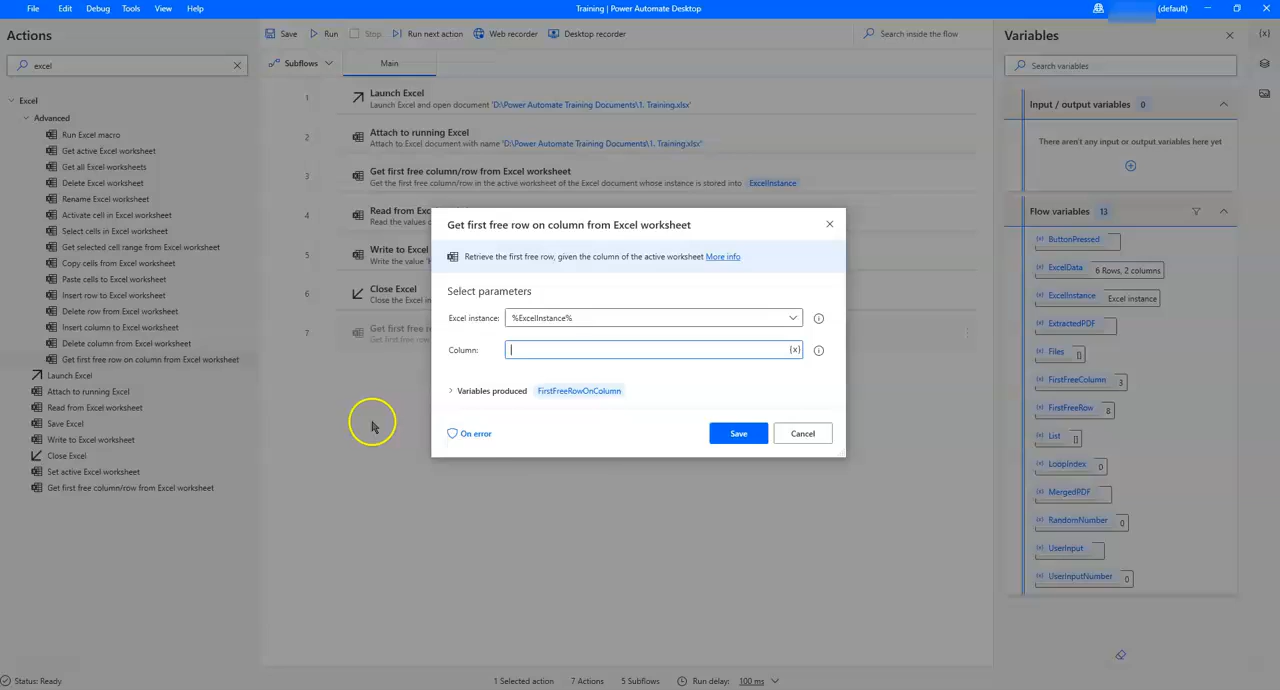 File Edit Debug Tools View Help
Training | Power Automate Desktop
(default)
Actions
excel
Excel
Advanced
Run Excel macro
Get active Excel worksheet
Get all Excel worksheets
Delete Excel worksheet
Rename Excel worksheet
Activate cell in Excel worksheet
Select cells in Excel worksheet
Get selected cell range from Excel worksheet
Copy cells from Excel worksheet
Paste cells to Excel worksheet
Insert row to Excel worksheet
Delete row from Excel worksheet
Insert column to Excel worksheet
Delete column from Excel worksheet
Get first free row on column from Excel worksheet
Launch Excel
Attach to running Excel
Read from Excel worksheet
Save Excel
Write to Excel worksheet
Close Excel
Set active Excel worksheet
Get first free column/row from Excel worksheet
Save Run Stop Run next action Web recorder Desktop recorder
Search inside the flow
Subflows Main
1 Launch Excel
Launch Excel and open document 'D:\Power Automate Training Documents\1. Training.xlsx'
2 Attach to running Excel
Attach to Excel document with name 'D:\Power Automate Training Documents\1. Training.xlsx'
3 Get first free column/row from Excel worksheet
Get the first free column/row in the active worksheet of the Excel document whose instance is stored into ExcelInstance
4 Read from Exc
Read the values
5 Write to Excel
Write the value
6 Close Excel
Close the Excel in
7 Get first free r
Get first free row
Get first free row on column from Excel worksheet
Retrieve the first free row, given the column of the active worksheet More info
Select parameters
Excel instance: %ExcelInstance%
Column: {x}
Variables produced FirstFreeRowOnColumn
On error
Save Cancel
Variables {x}
Search variables
Input / output variables 0
There aren't any input or output variables here yet
Flow variables 13
(x) ButtonPressed
(x) ExcelData 6 Rows, 2 columns
(x) ExcelInstance Excel instance
(x) ExtractedPDF
(x) Files []
(x) FirstFreeColumn 3
(x) FirstFreeRow 8
(x) List []
(x) LoopIndex 0
(x) MergedPDF
(x) RandomNumber 0
(x) UserInput
(x) UserInputNumber 0
Status: Ready
1 Selected action 7 Actions 5 Subflows Run delay: 100 ms